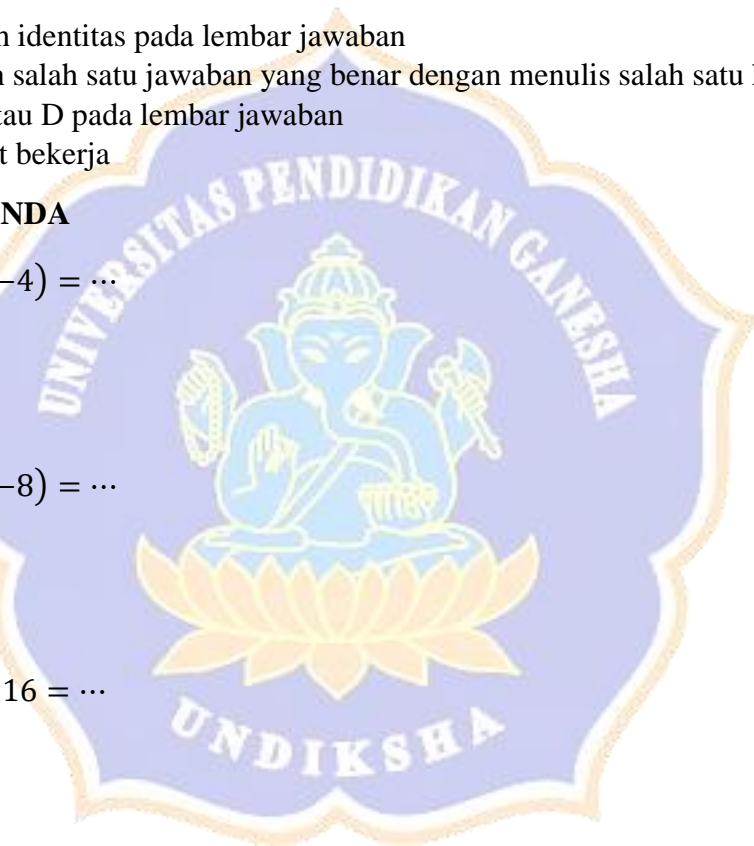 n identitas pada lembar jawaban
n salah satu jawaban yang benar dengan menulis salah satu
tau D pada lembar jawaban
t bekerja
NDA
−4) = ⋯
UNIVERSITAS PENDIDIKAN GANESHA
−8) = ⋯
16 = ⋯
UNDIKSHA